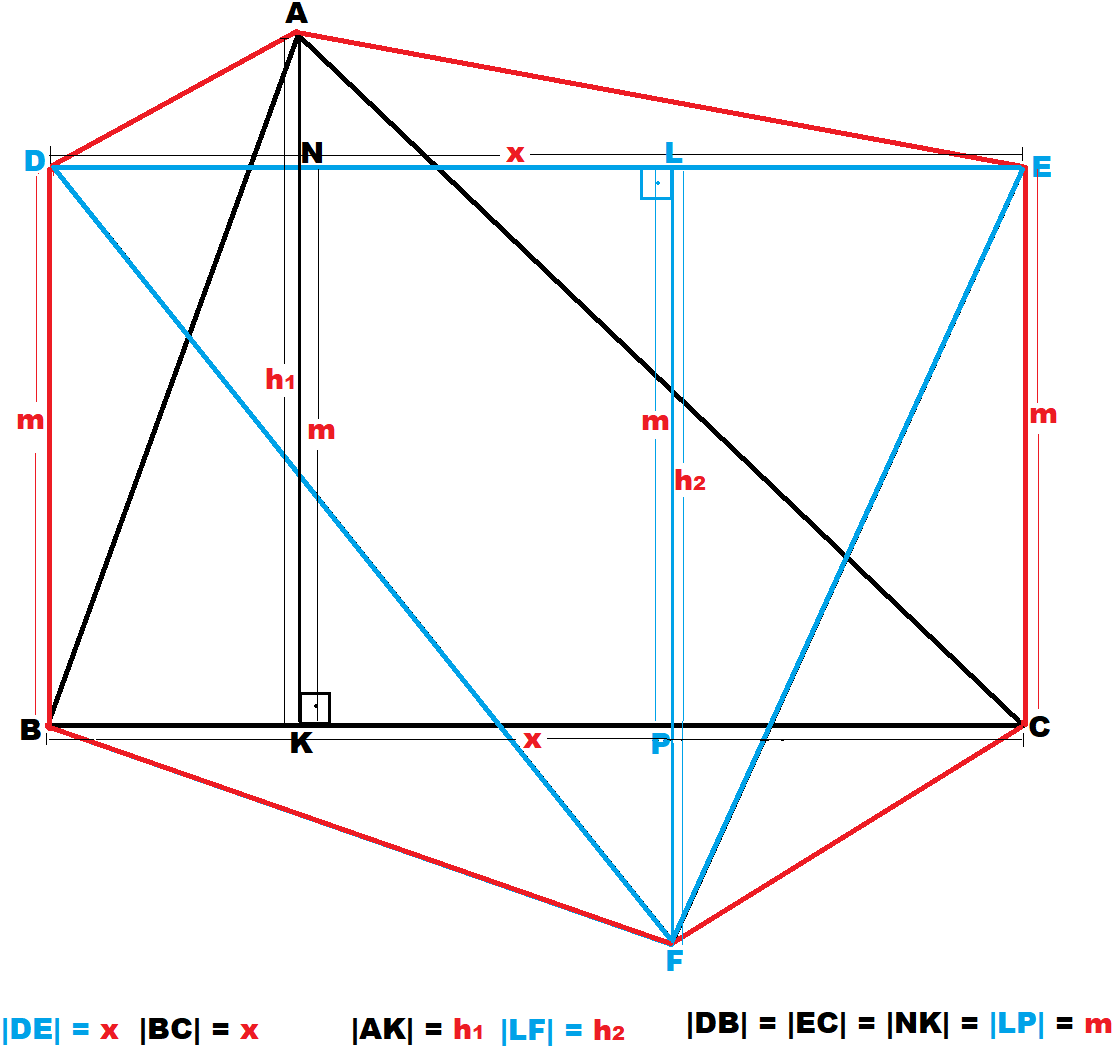 A
D
N
x
L
E
h1
m
m
m
m
h2
B
K
x
P
C
F
|DE| = x |BC| = x |AK| = h1 |LF| = h2 |DB| = |EC| = |NK| = |LP| = m